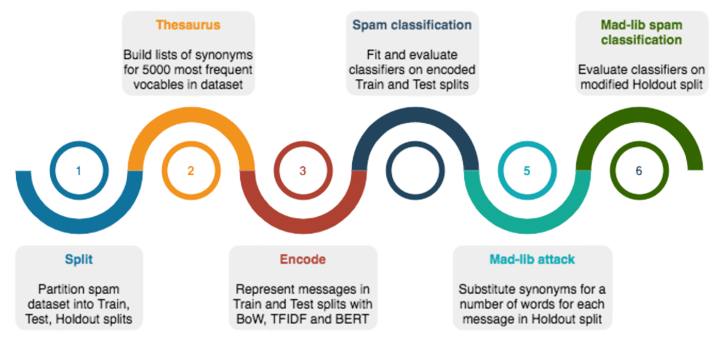 Thesaurus
Build lists of synonyms
for 5000 most frequent
vocables in dataset
Spam classification
Fit and evaluate
classifiers on encoded
Train and Test splits
Mad-lib spam
classification
Evaluate classifiers on
modified Holdout split
1
2
3
5
6
Split
Partition spam
dataset into Train,
Test, Holdout splits
Encode
Represent messages in
Train and Test splits with
BoW, TFIDF and BERT
Mad-lib attack
Substitute synonyms for a
number of words for each
message in Holdout split